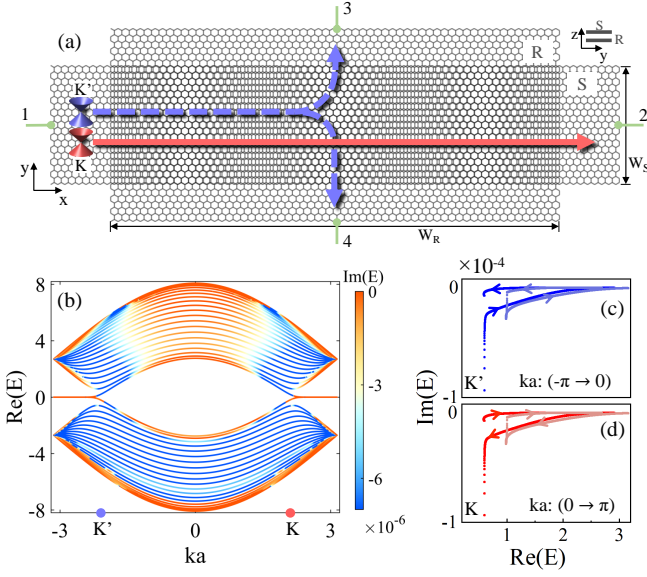 3
(a)
R
S
z
S
R
y
K'
1
2
K
W_S
y
x
4
W_R
(b)
Im(E)
8
4
0
-4
-8
Re(E)
0
-3
-6
×10^-6
-3
0
3
K'
K
ka
×10^-4
0
(c)
K'
ka: (-π → 0)
-1
Im(E)
0
(d)
K
ka: (0 → π)
-1
1
2
3
Re(E)